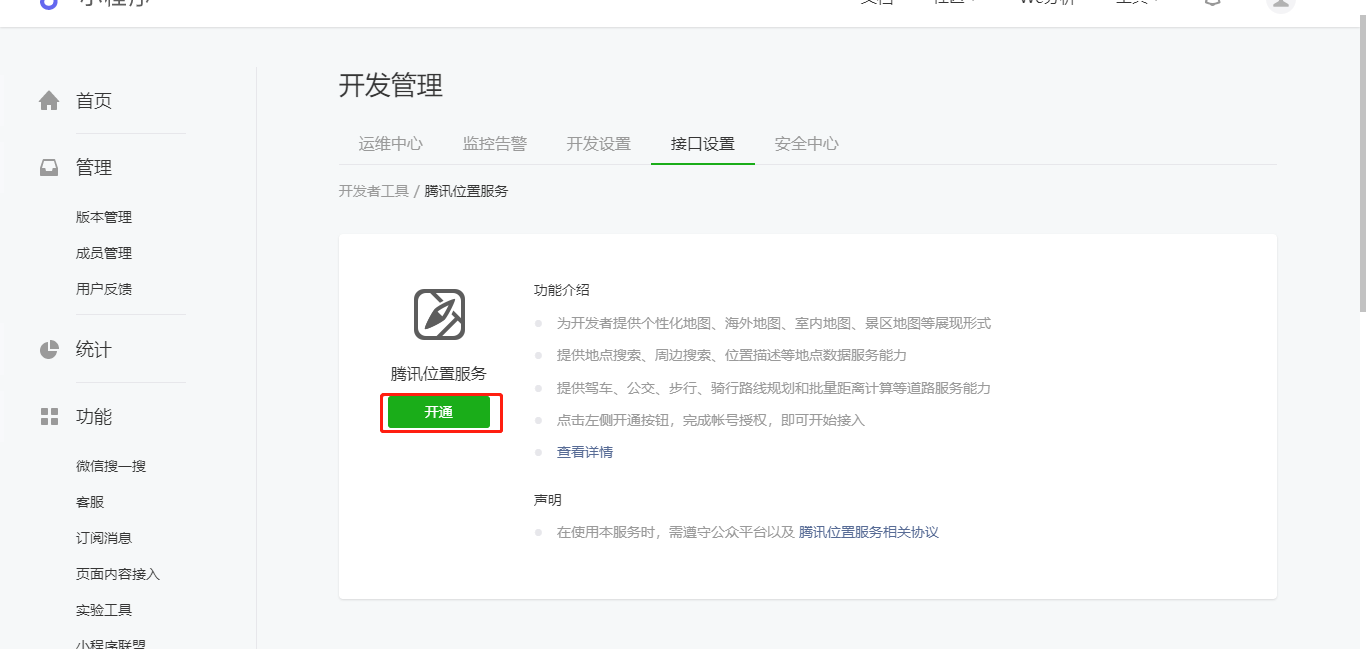 首页
管理
版本管理
成员管理
用户反馈
统计
功能
微信搜一搜
客服
订阅消息
页面内容接入
实验工具
开发管理
运维中心 监控告警 开发设置 接口设置 安全中心
开发者工具 / 腾讯位置服务
腾讯位置服务
开通
功能介绍
为开发者提供个性化地图、海外地图、室内地图、景区地图等展现形式
提供地点搜索、周边搜索、位置描述等地点数据服务能力
提供驾车、公交、步行、骑行路线规划和批量距离计算等道路服务能力
点击左侧开通按钮，完成帐号授权，即可开始接入
查看详情
声明
在使用本服务时，需遵守公众平台以及 腾讯位置服务相关协议